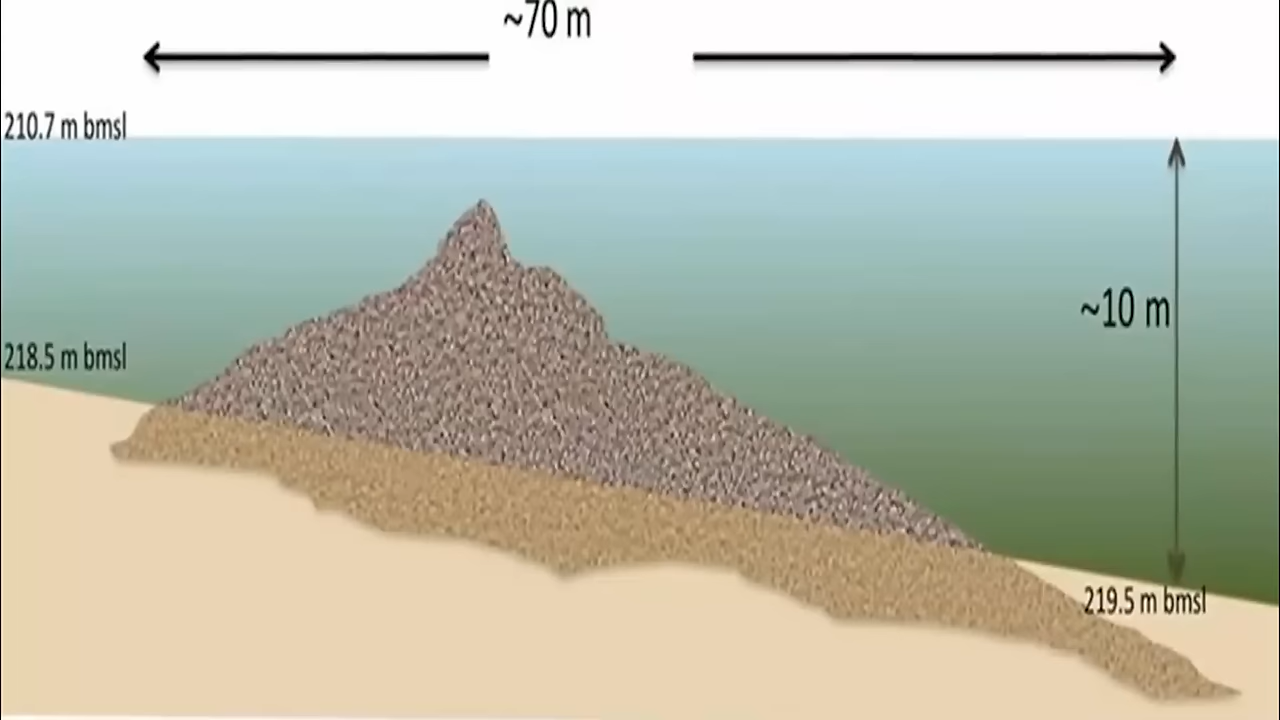 ~70 m
210.7 m bmsl
~10 m
218.5 m bmsl
219.5 m bmsl